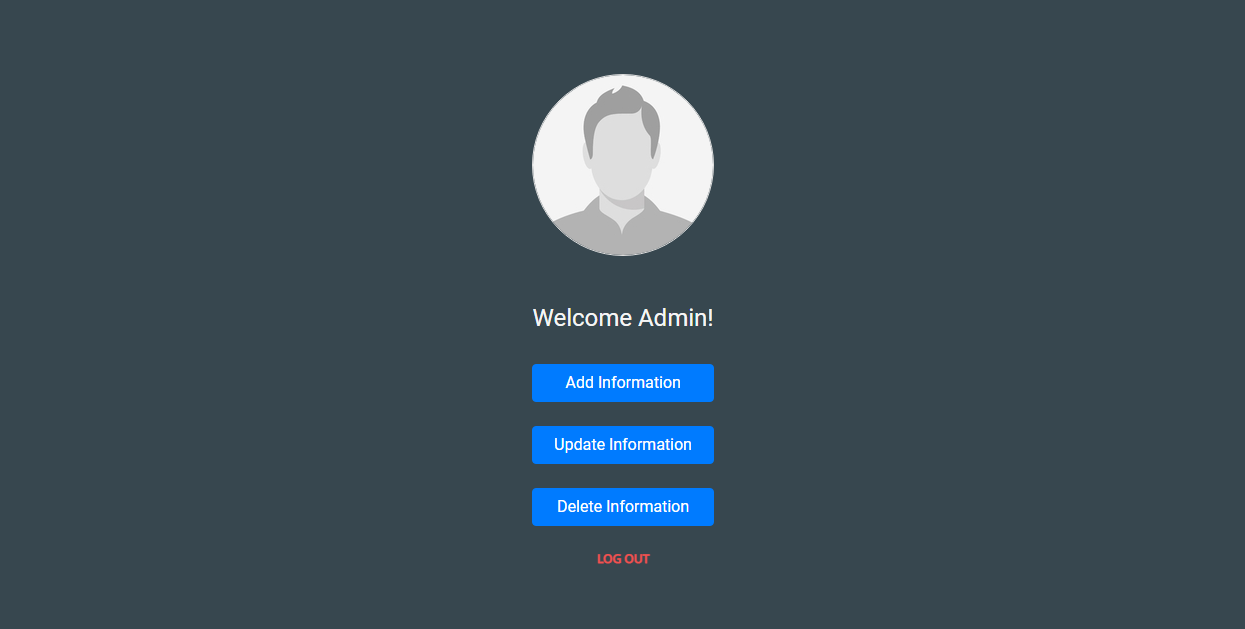 Welcome Admin!
Add Information
Update Information
Delete Information
LOG OUT